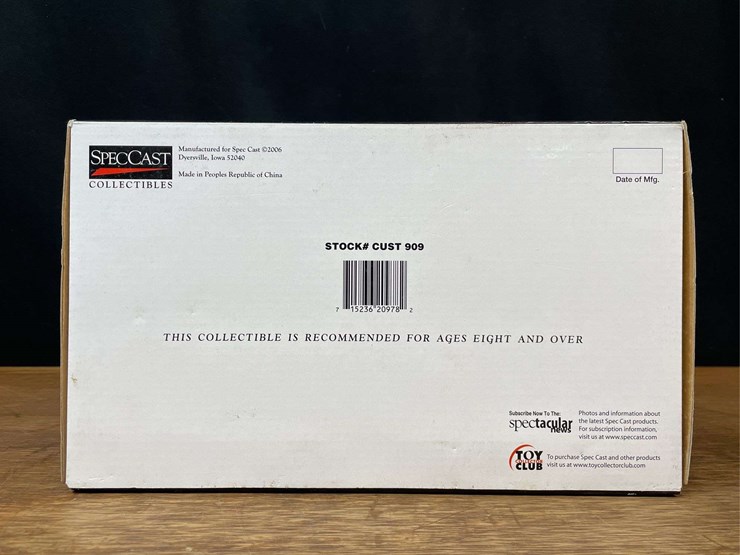 SPECCAST
COLLECTIBLES
Manufactured for Spec Cast ©2006
Dyersville, Iowa 52040
Made in Peoples Republic of China
Date of Mfg.
STOCK# CUST 909
7 15236 20978 2
THIS COLLECTIBLE IS RECOMMENDED FOR AGES EIGHT AND OVER
Subscribe Now To The:
spectacular
news
Photos and information about
the latest Spec Cast products.
For subscription information,
visit us at www.speccast.com
TOY
CLUB
To purchase Spec Cast and other products
visit us at www.toycollectorclub.com